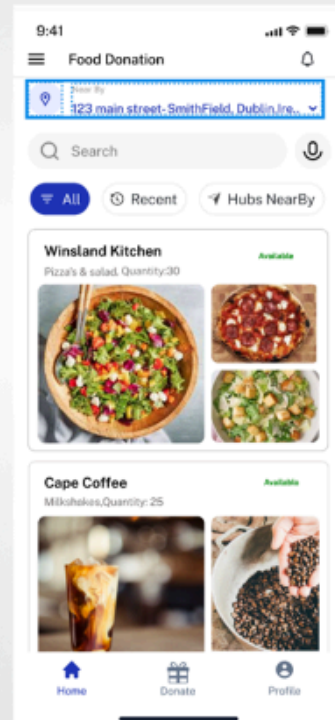 9:41
Food Donation
Near By
123 main street- SmithField, Dublin,Ire..
Search
All
Recent
Hubs NearBy
Winsland Kitchen
Available
Pizza's & salad, Quantity:30
Cape Coffee
Available
Milkshakes,Quantity: 25
Home
Donate
Profile